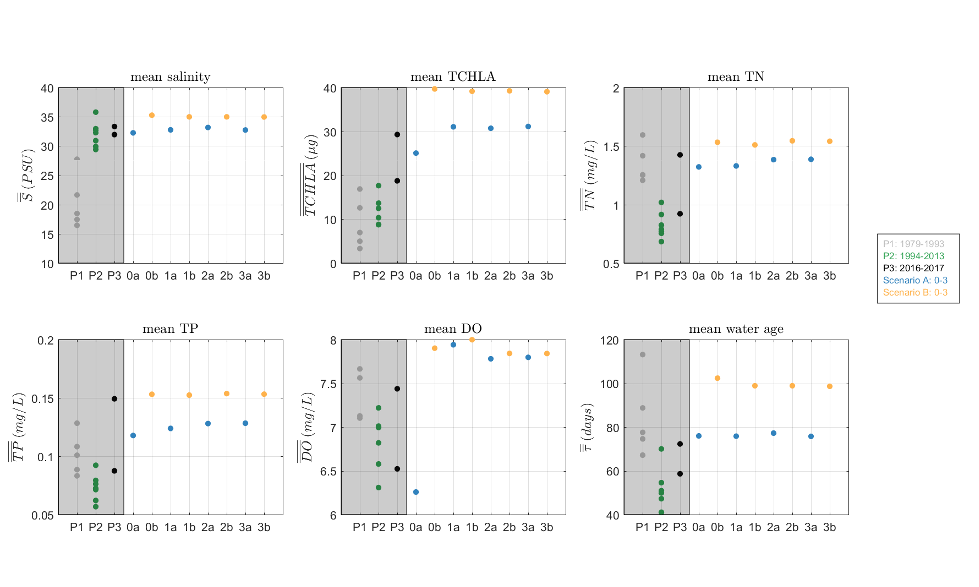 mean salinity
40
35
30
25
20
15
10
S (PSU)
P1 P2 P3 0a 0b 1a 1b 2a 2b 3a 3b
mean TCHLA
40
30
20
10
0
TCHLA (μg)
P1 P2 P3 0a 0b 1a 1b 2a 2b 3a 3b
mean TN
2
1.5
1
0.5
TN (mg/L)
P1 P2 P3 0a 0b 1a 1b 2a 2b 3a 3b
P1: 1979-1993
P2: 1994-2013
P3: 2016-2017
Scenario A: 0-3
Scenario B: 0-3
mean TP
0.2
0.15
0.1
0.05
TP (mg/L)
P1 P2 P3 0a 0b 1a 1b 2a 2b 3a 3b
mean DO
8
7.5
7
6.5
6
DO (mg/L)
P1 P2 P3 0a 0b 1a 1b 2a 2b 3a 3b
mean water age
120
100
80
60
40
τ (days)
P1 P2 P3 0a 0b 1a 1b 2a 2b 3a 3b